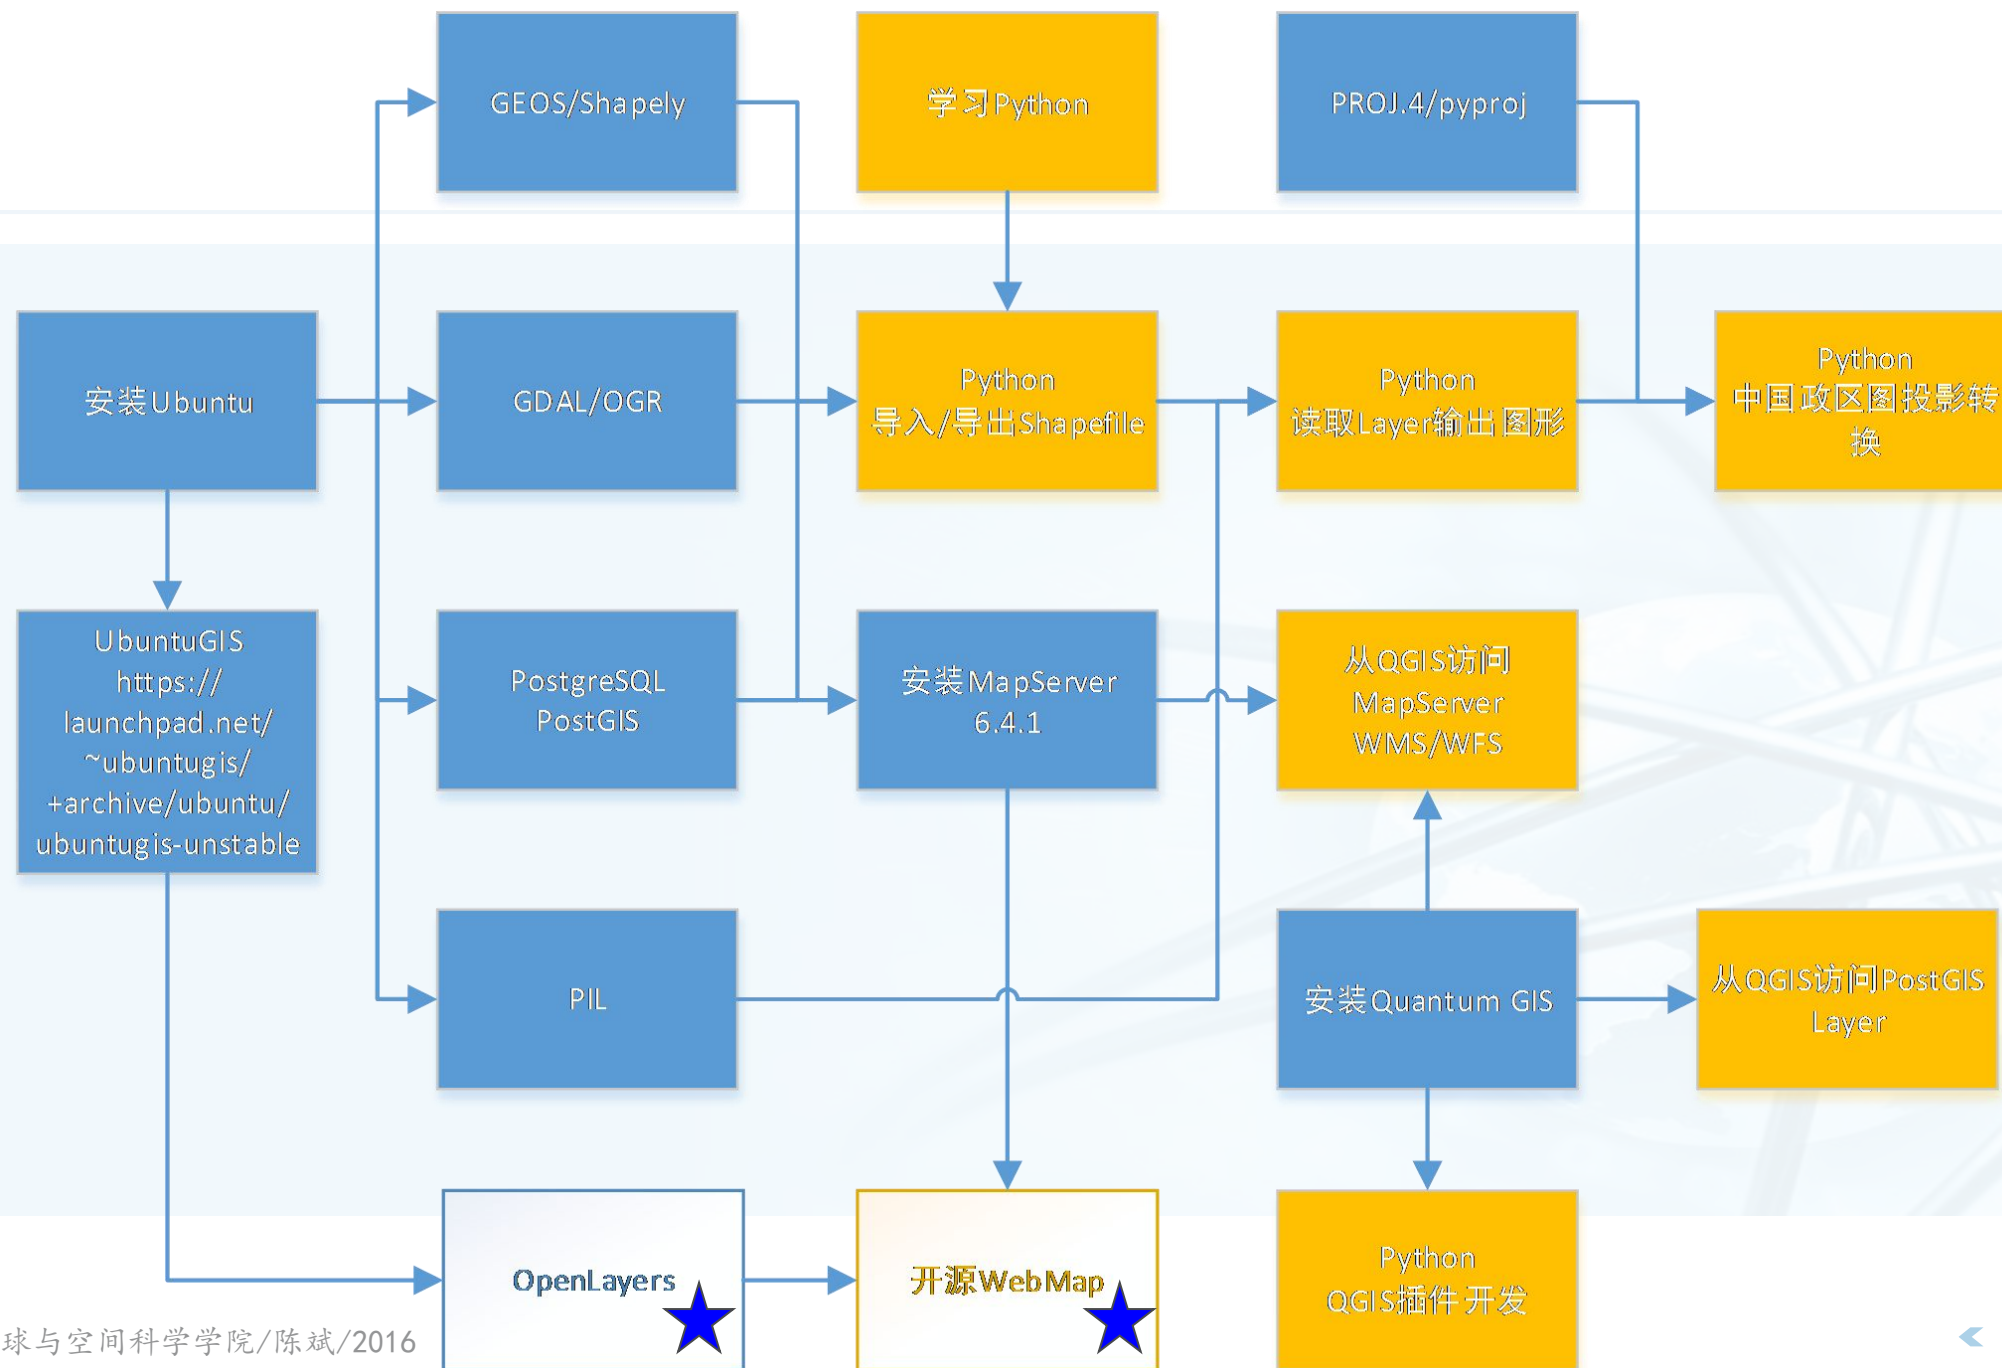 GEOS/Shapely
学习Python
PROJ.4/pyproj
安装Ubuntu
GDAL/OGR
Python
导入/导出Shapefile
Python
读取Layer输出图形
Python
中国政区图投影转
换
UbuntuGIS
https://
launchpad.net/
~ubuntugis/
+archive/ubuntu/
ubuntugis-unstable
PostgreSQL
PostGIS
安装MapServer
6.4.1
从QGIS访问
MapServer
WMS/WFS
PIL
安装Quantum GIS
从QGIS访问PostGIS
Layer
OpenLayers
开源WebMap
Python
QGIS插件开发
球与空间科学学院/陈斌/2016